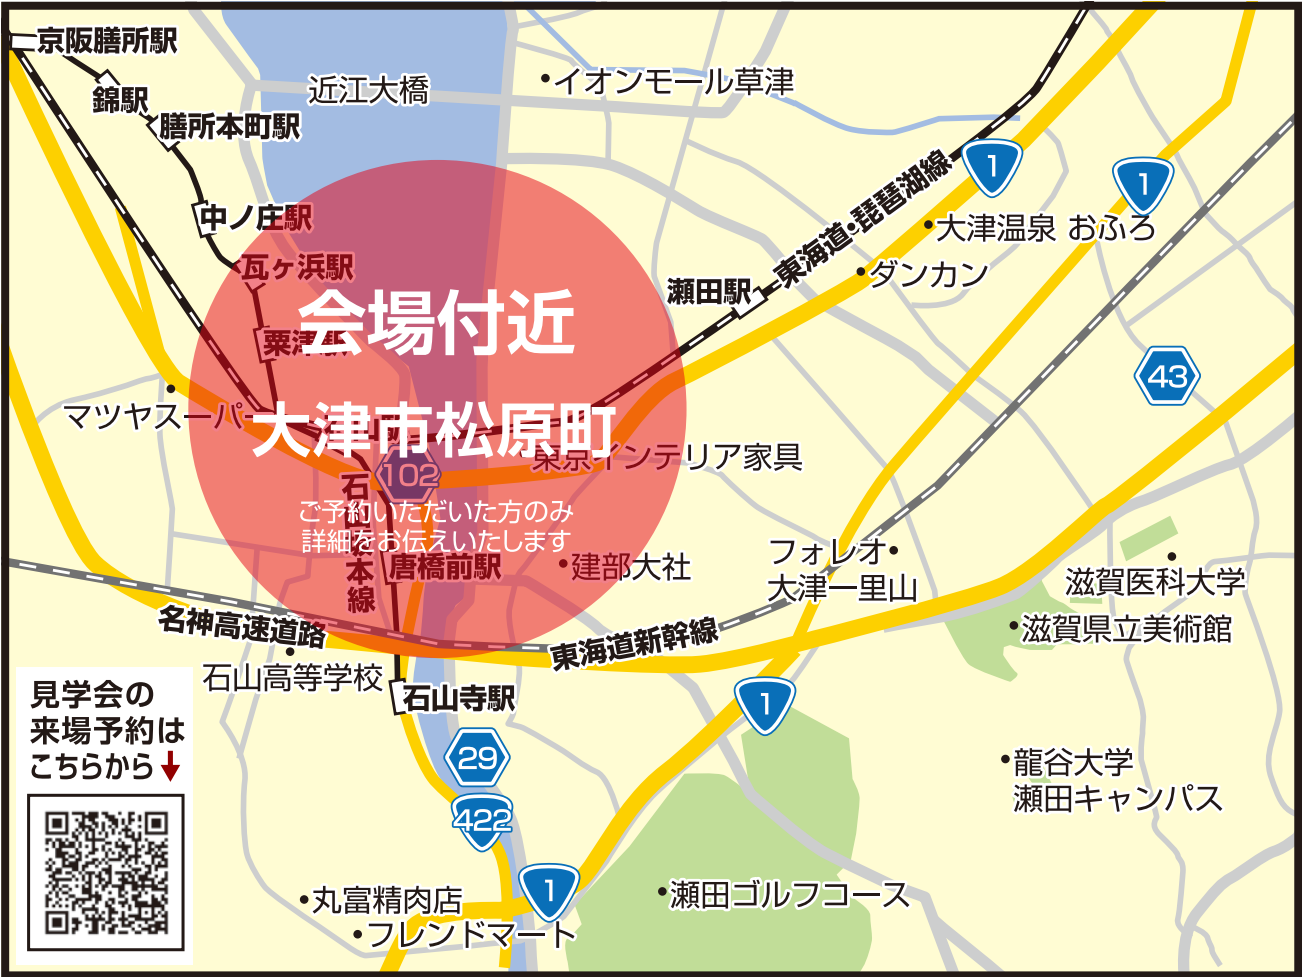 京阪膳所駅
錦駅
膳所本町駅
近江大橋
イオンモール草津
中ノ庄駅
瓦ヶ浜駅
粟津駅
東海道・琵琶湖線
1
1
大津温泉 おふろ
ダンカン
瀬田駅
会場付近
大津市松原町
ご予約いただいた方のみ
詳細をお伝えいたします
43
マツヤスーパー
102
東京インテリア家具
唐橋前駅
建部大社
フォレオ
大津一里山
滋賀医科大学
滋賀県立美術館
名神高速道路
東海道新幹線
石山高等学校
石山寺駅
1
29
422
1
龍谷大学
瀬田キャンパス
瀬田ゴルフコース
丸富精肉店
フレンドマート
見学会の
来場予約は
こちらから